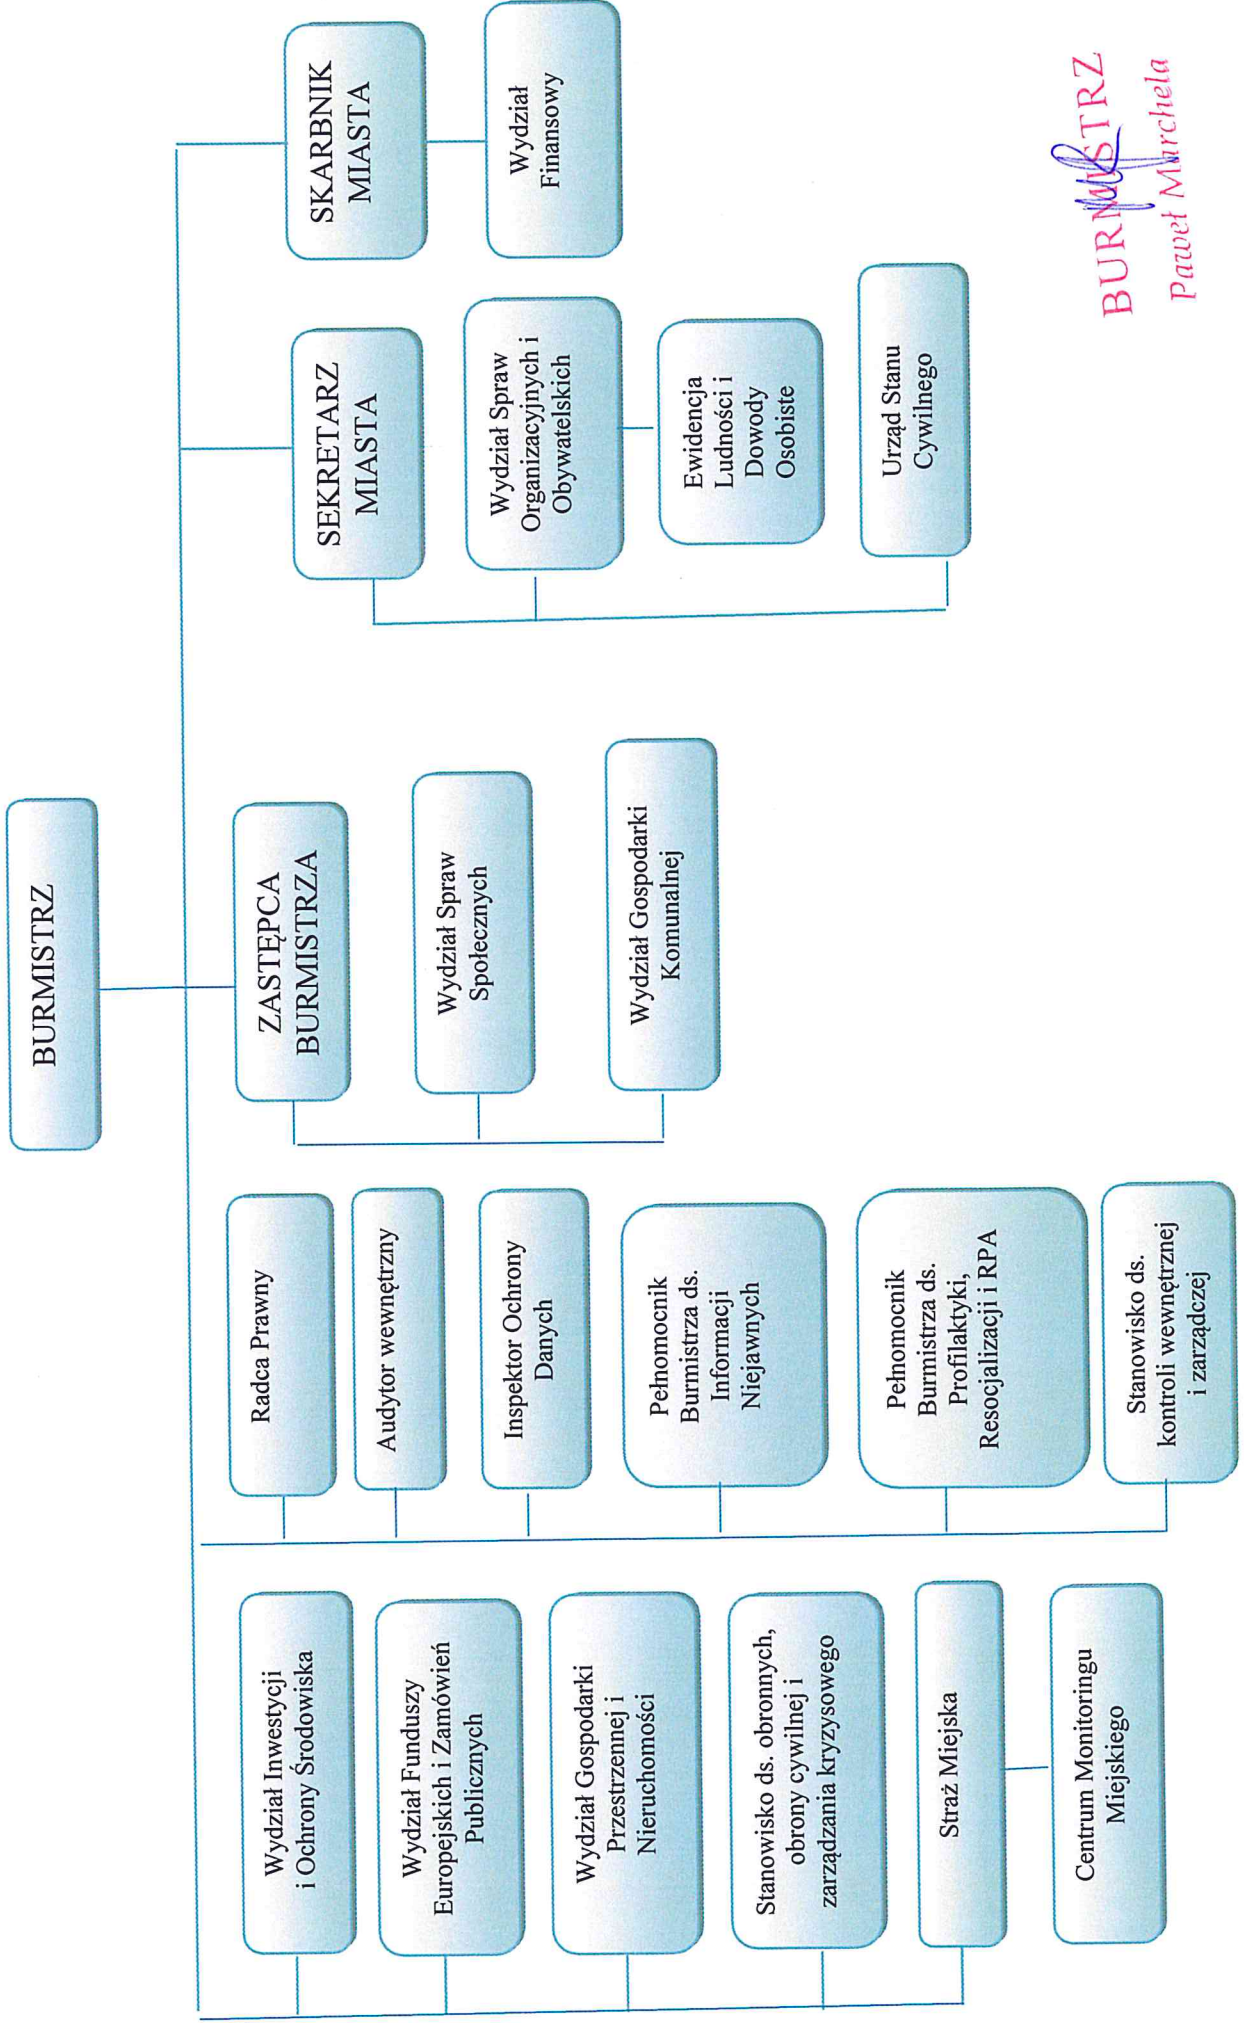 BURMISTRZ
Wydział Inwestycji
i Ochrony Środowiska
Wydział Funduszy
Europejskich i Zamówień
Publicznych
Wydział Gospodarki
Przestrzennej i
Nieruchomości
Stanowisko ds. obronnych,
obrony cywilnej i
zarządzania kryzysowego
Straż Miejska
Centrum Monitoringu
Miejskiego
Radca Prawny
Audytor wewnętrzny
Inspektor Ochrony
Danych
Pełnomocnik
Burmistrza ds.
Informacji
Niejawnych
Pełnomocnik
Burmistrza ds.
Profilaktyki,
Resocjalizacji i RPA
Stanowisko ds.
kontroli wewnętrznej
i zarządczej
ZASTĘPCA
BURMISTRZA
Wydział Spraw
Społecznych
Wydział Gospodarki
Komunalnej
SEKRETARZ
MIASTA
Wydział Spraw
Organizacyjnych i
Obywatelskich
Ewidencja
Ludności i
Dowody
Osobiste
Urząd Stanu
Cywilnego
SKARBNIK
MIASTA
Wydział
Finansowy
BURMISTRZ
Paweł Marchela